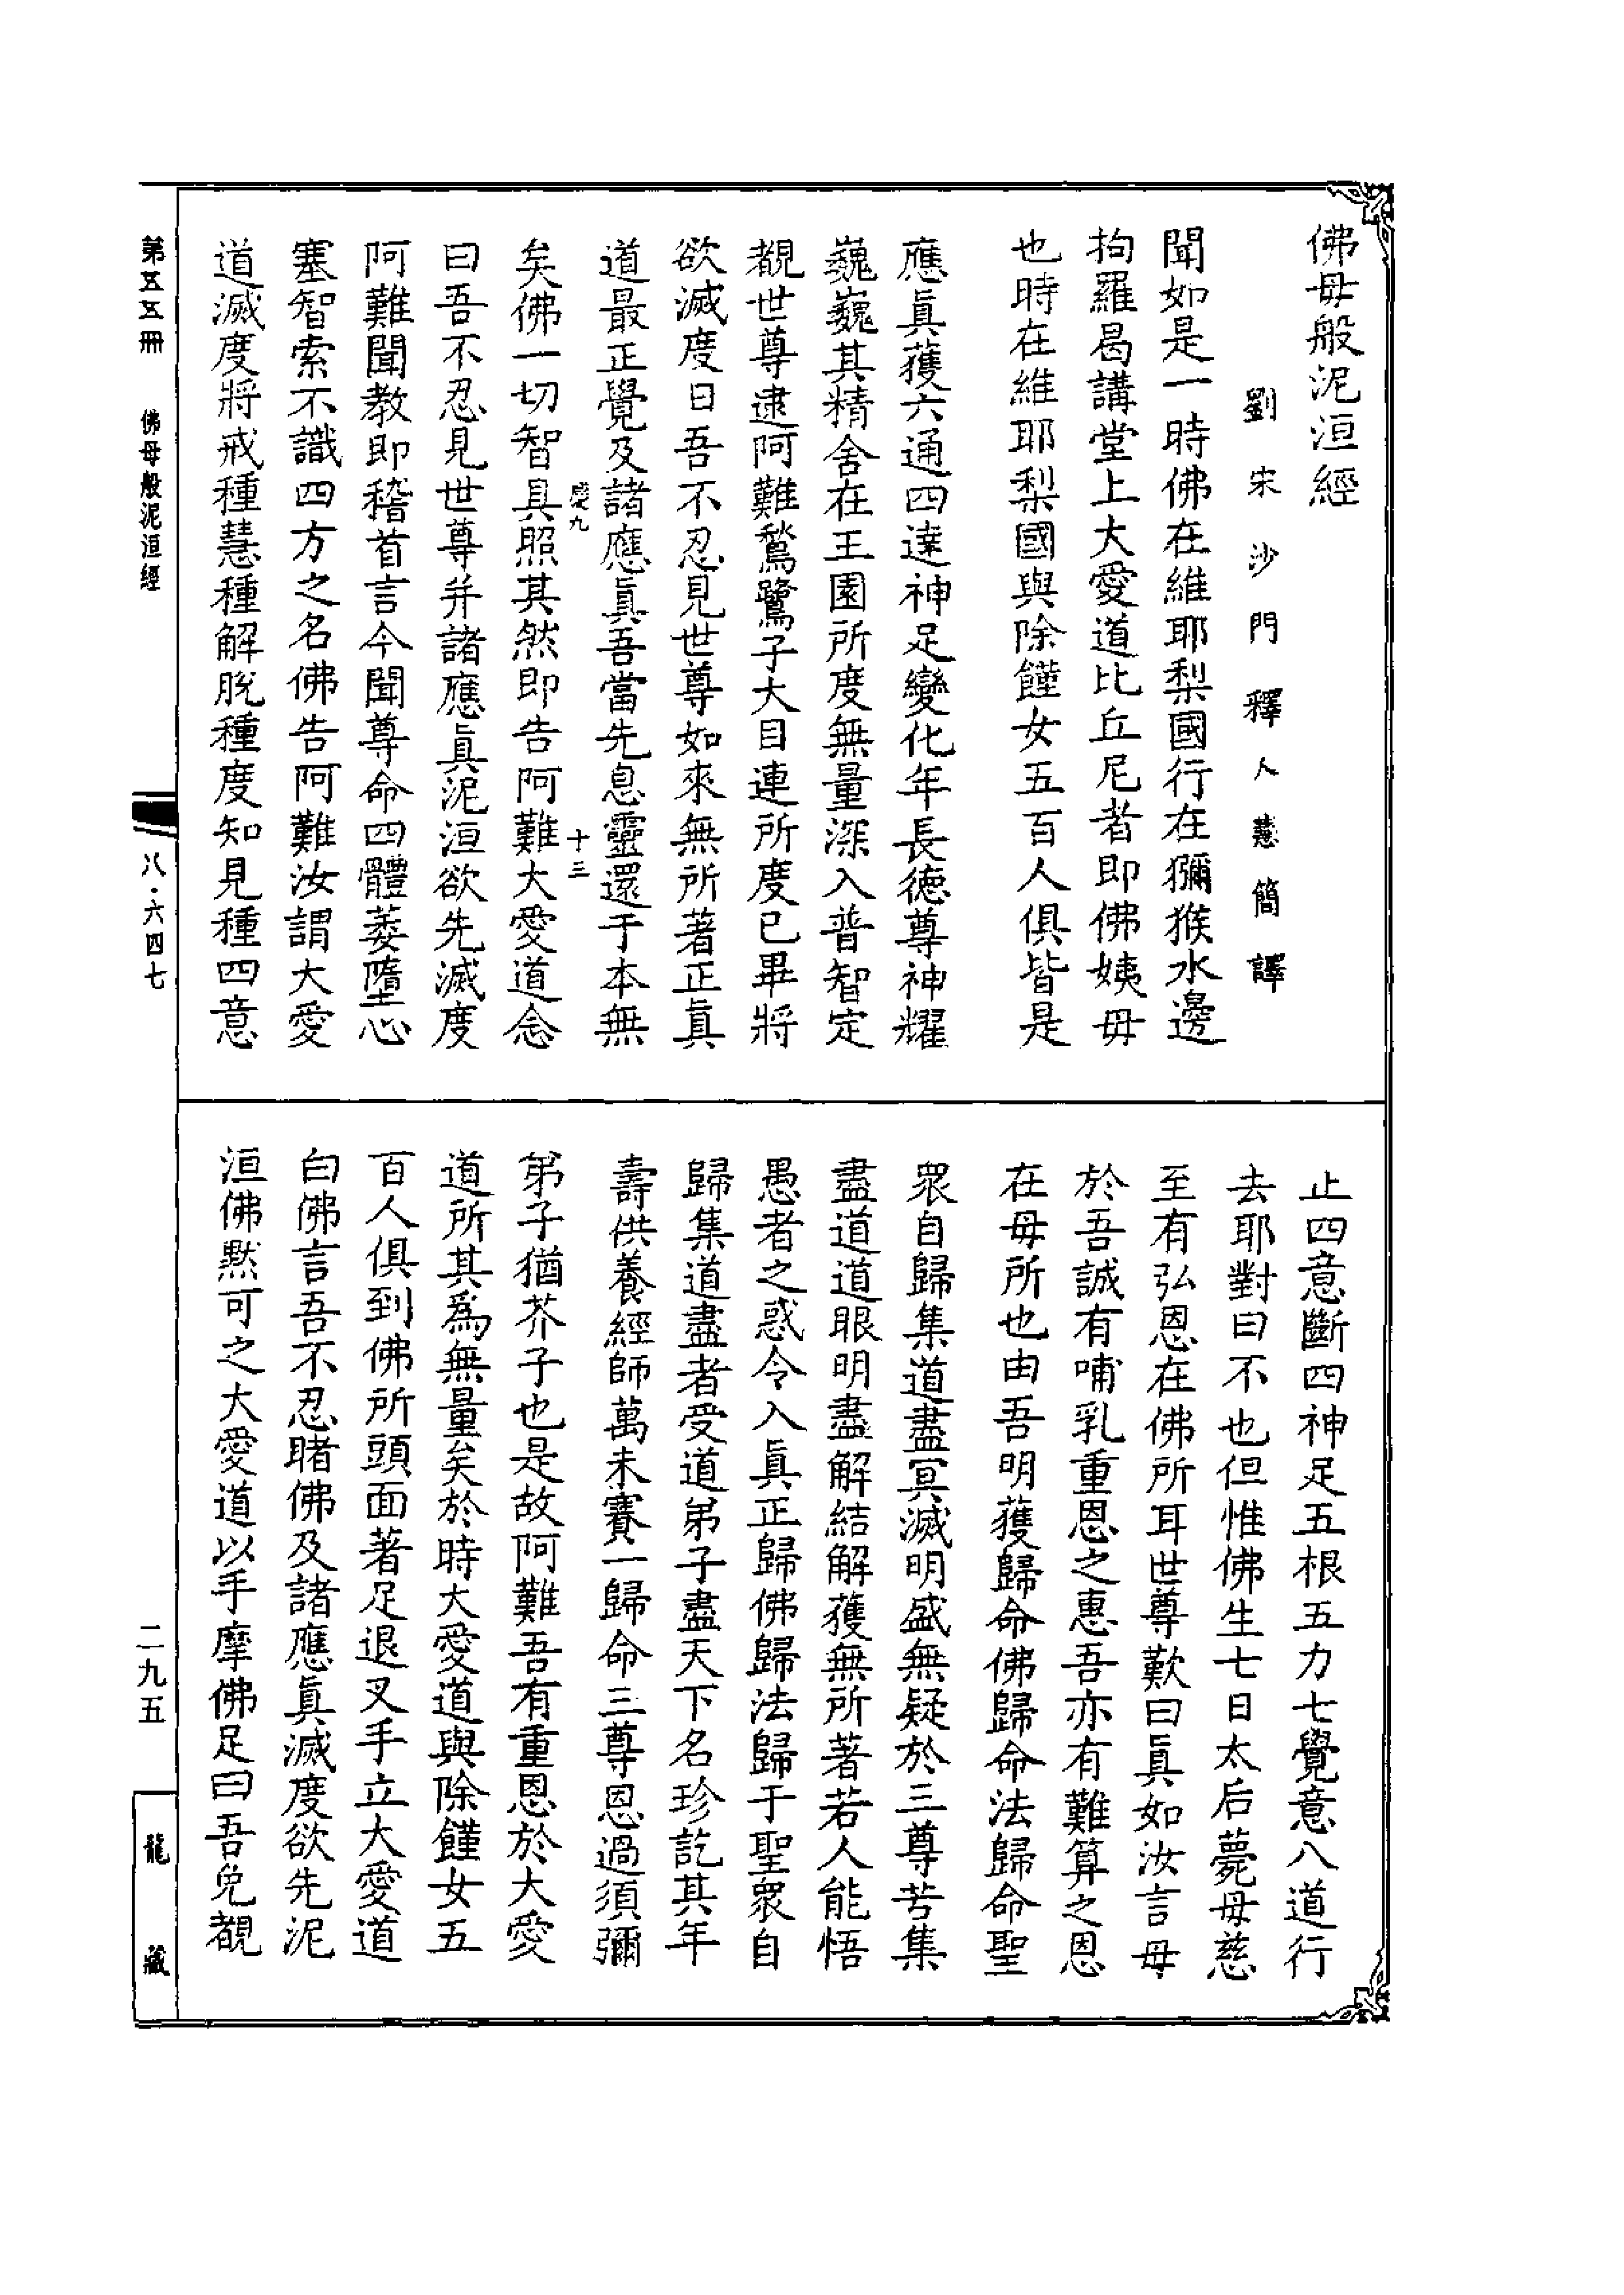 佛母般泥洹經
劉宋沙門釋人慧簡譯
聞如是一時佛在維耶梨國行在獼猴水邊
拘羅曷講堂上大愛道比丘尼者即佛姨母
也時在維耶梨國與除饉女五百人俱皆是
應眞獲六通四達神足變化年長德尊神耀
巍巍其精舍在王園所度無量深入普智定
覩世尊逮阿難鶖鷺子大目連所度已畢將
欲滅度日吾不忍見世尊如來無所著正眞
道最正覺及諸應眞吾當先息靈還于本無
矣佛一切智具照其然即告阿難大愛道念
曰吾不忍見世尊并諸應眞泥洹欲先滅度
阿難聞教即稽首言今聞尊命四體萎墮心
塞智索不識四方之名佛告阿難汝謂大愛
道滅度將戒種慧種解脫種度知見種四意
止四意斷四神足五根五力七覺意八道行
去耶對曰不也但惟佛生七日太后薨母慈
至有弘恩在佛所耳世尊歎曰眞如汝言母
於吾誠有哺乳重恩之惠吾亦有難算之恩
在母所也由吾明獲歸命佛歸命法歸命聖
衆自歸集道盡冥滅明盛無疑於三尊苦集
盡道道眼明盡解結解獲無所著若人能悟
愚者之惑令入眞正歸佛歸法歸于聖衆自
歸集道盡者受道弟子盡天下名珍訖其年
壽供養經師萬未賽一歸命三尊恩過須彌
弟子猶芥子也是故阿難吾有重恩於大愛
道所其爲無量矣於時大愛道與除饉女五
百人俱到佛所頭面著足退叉手立大愛道
白佛言吾不忍睹佛及諸應眞滅度欲先泥
洹佛默可之大愛道以手摩佛足曰吾免覩
十三
第五五冊
佛母般泥洹經
八·六四七
二九五
龍藏